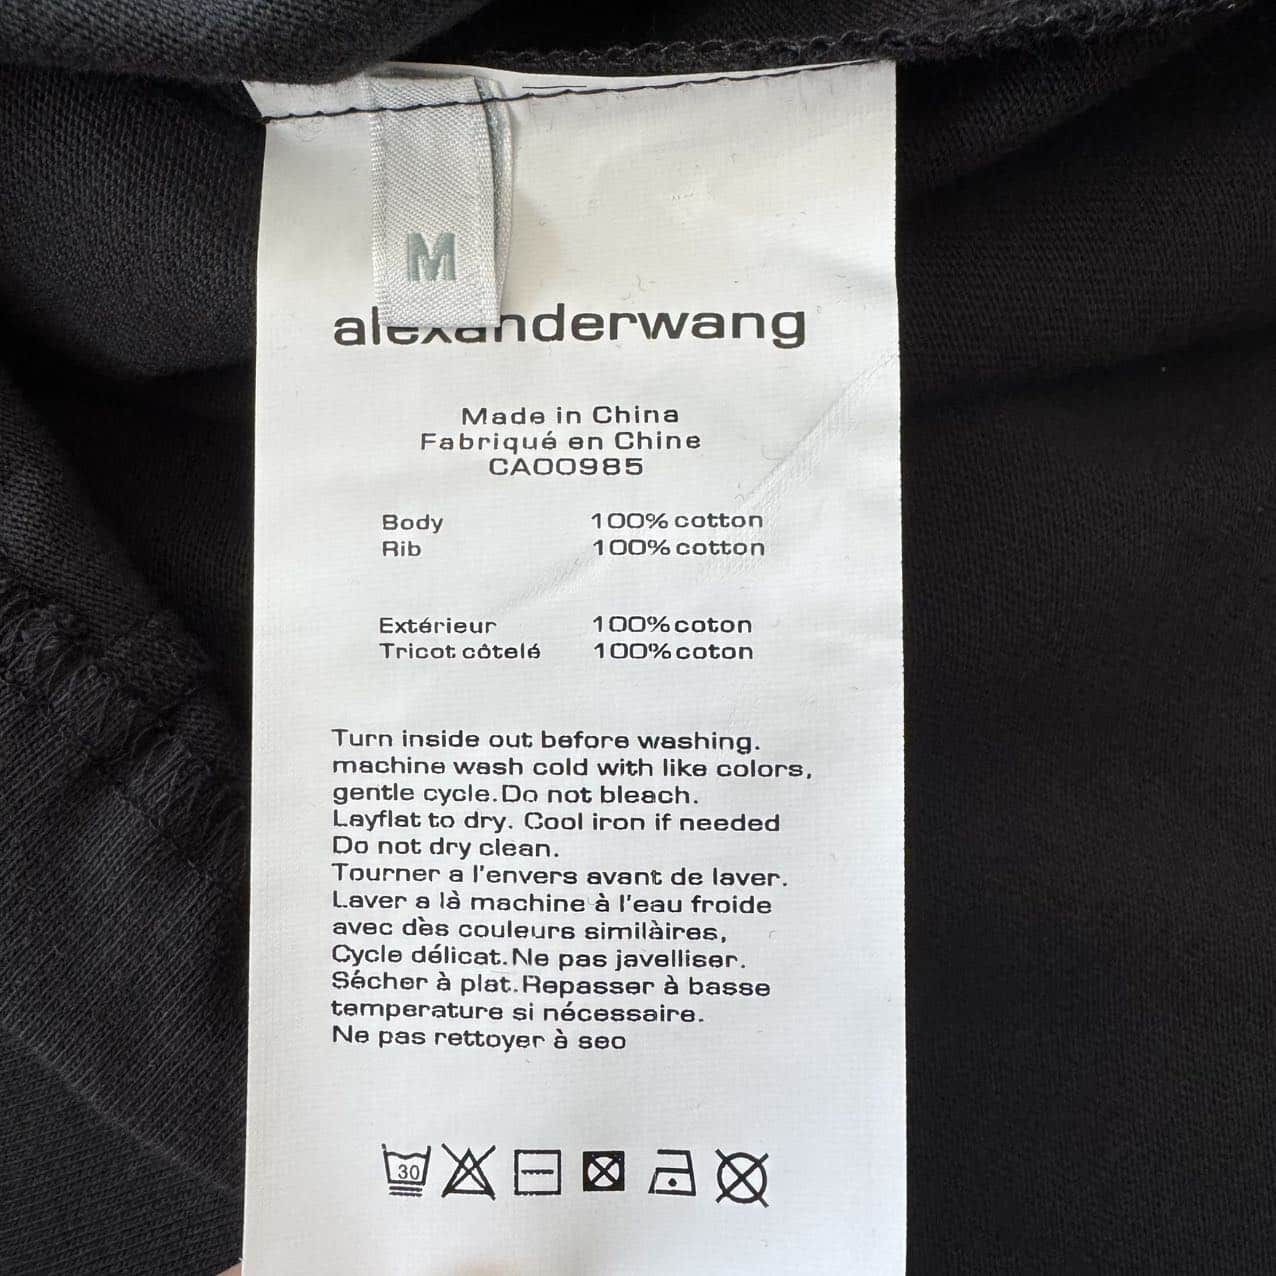 M
alexanderwang
Made in China
Fabriqué en Chine
CA00985
Body 100% cotton
Rib 100% cotton
Extérieur 100% coton
Tricot côtelé 100% coton
Turn inside out before washing.
machine wash cold with like colors,
gentle cycle. Do not bleach.
Layflat to dry. Cool iron if needed
Do not dry clean.
Tourner a l'envers avant de laver.
Laver a là machine à l'eau froide
avec dès couleurs similàires,
Cycle délicat. Ne pas javelliser.
Sécher à plat. Repasser à basse
temperature si nécessaire.
Ne pas rettoyer à seo
30